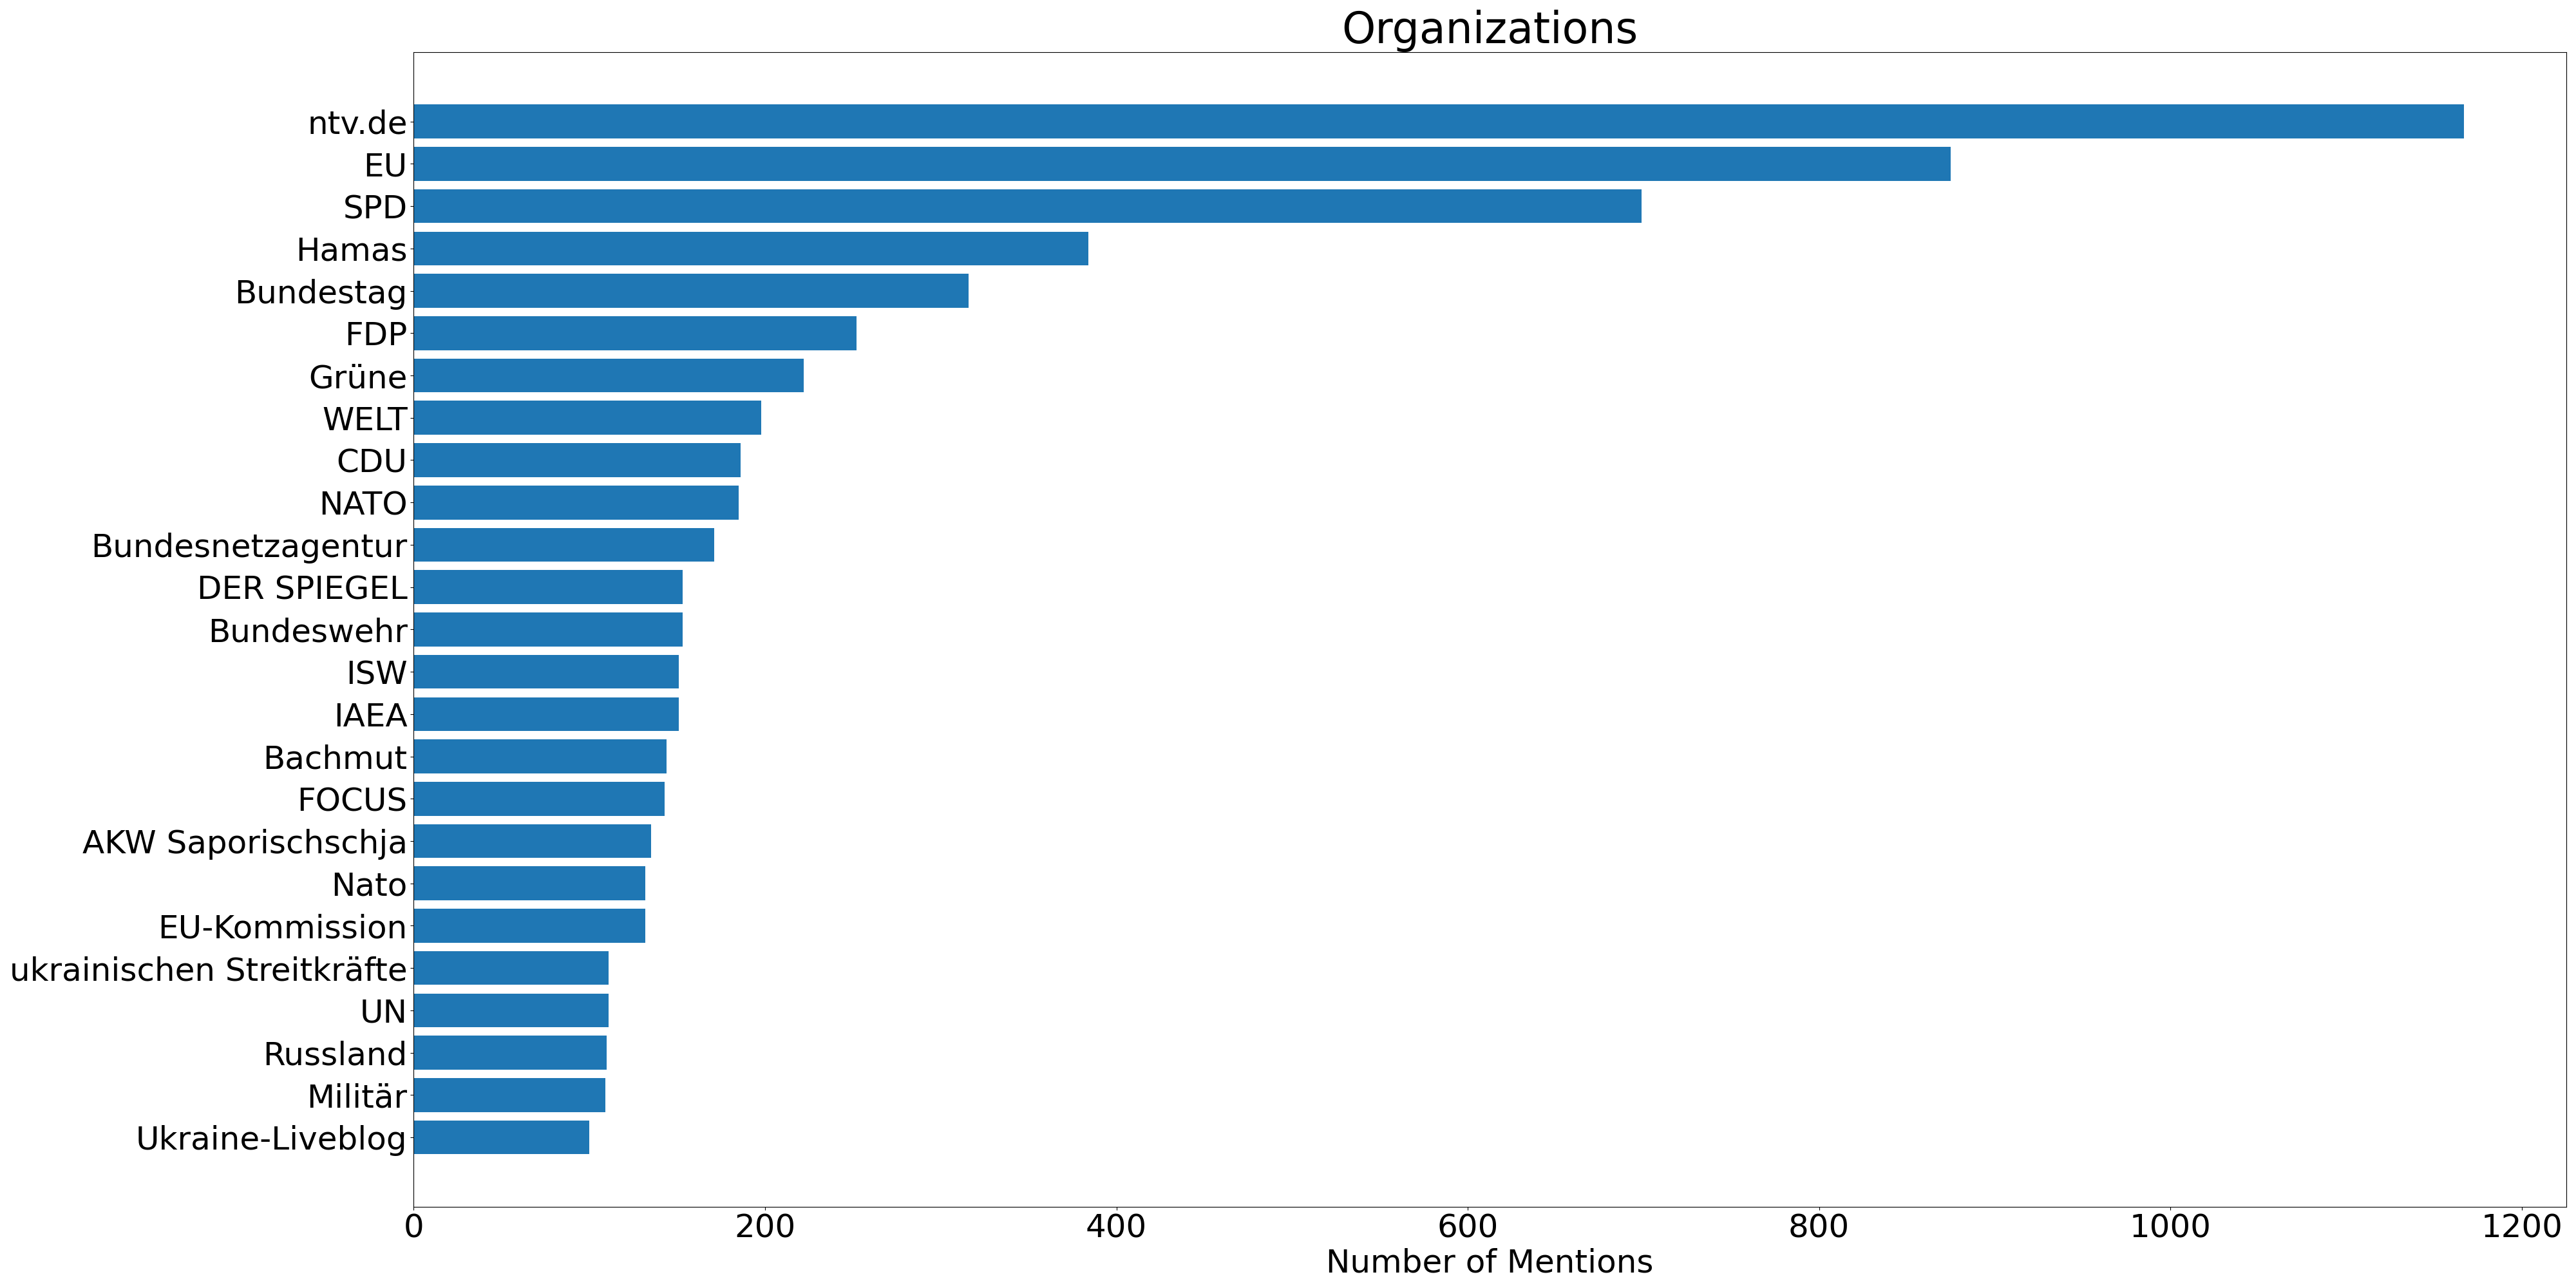 Organizations
ntv.de
EU
SPD
Hamas
Bundestag
FDP
Grüne
WELT
CDU
NATO
Bundesnetzagentur
DER SPIEGEL
Bundeswehr
ISW
IAEA
Bachmut
FOCUS
AKW Saporischschja
Nato
EU-Kommission
ukrainischen Streitkräfte
UN
Russland
Militär
Ukraine-Liveblog
0 200 400 600 800 1000 1200
Number of Mentions